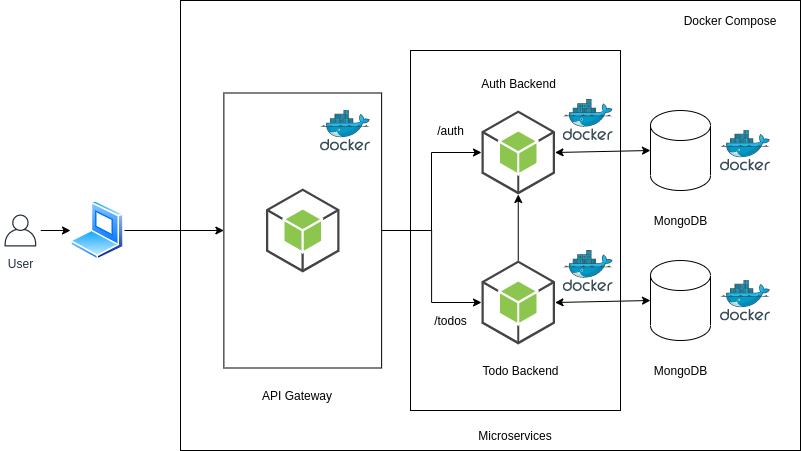 Docker Compose
Auth Backend
docker
/auth
docker
docker
MongoDB
User
docker
/todos
docker
Todo Backend
MongoDB
API Gateway
Microservices